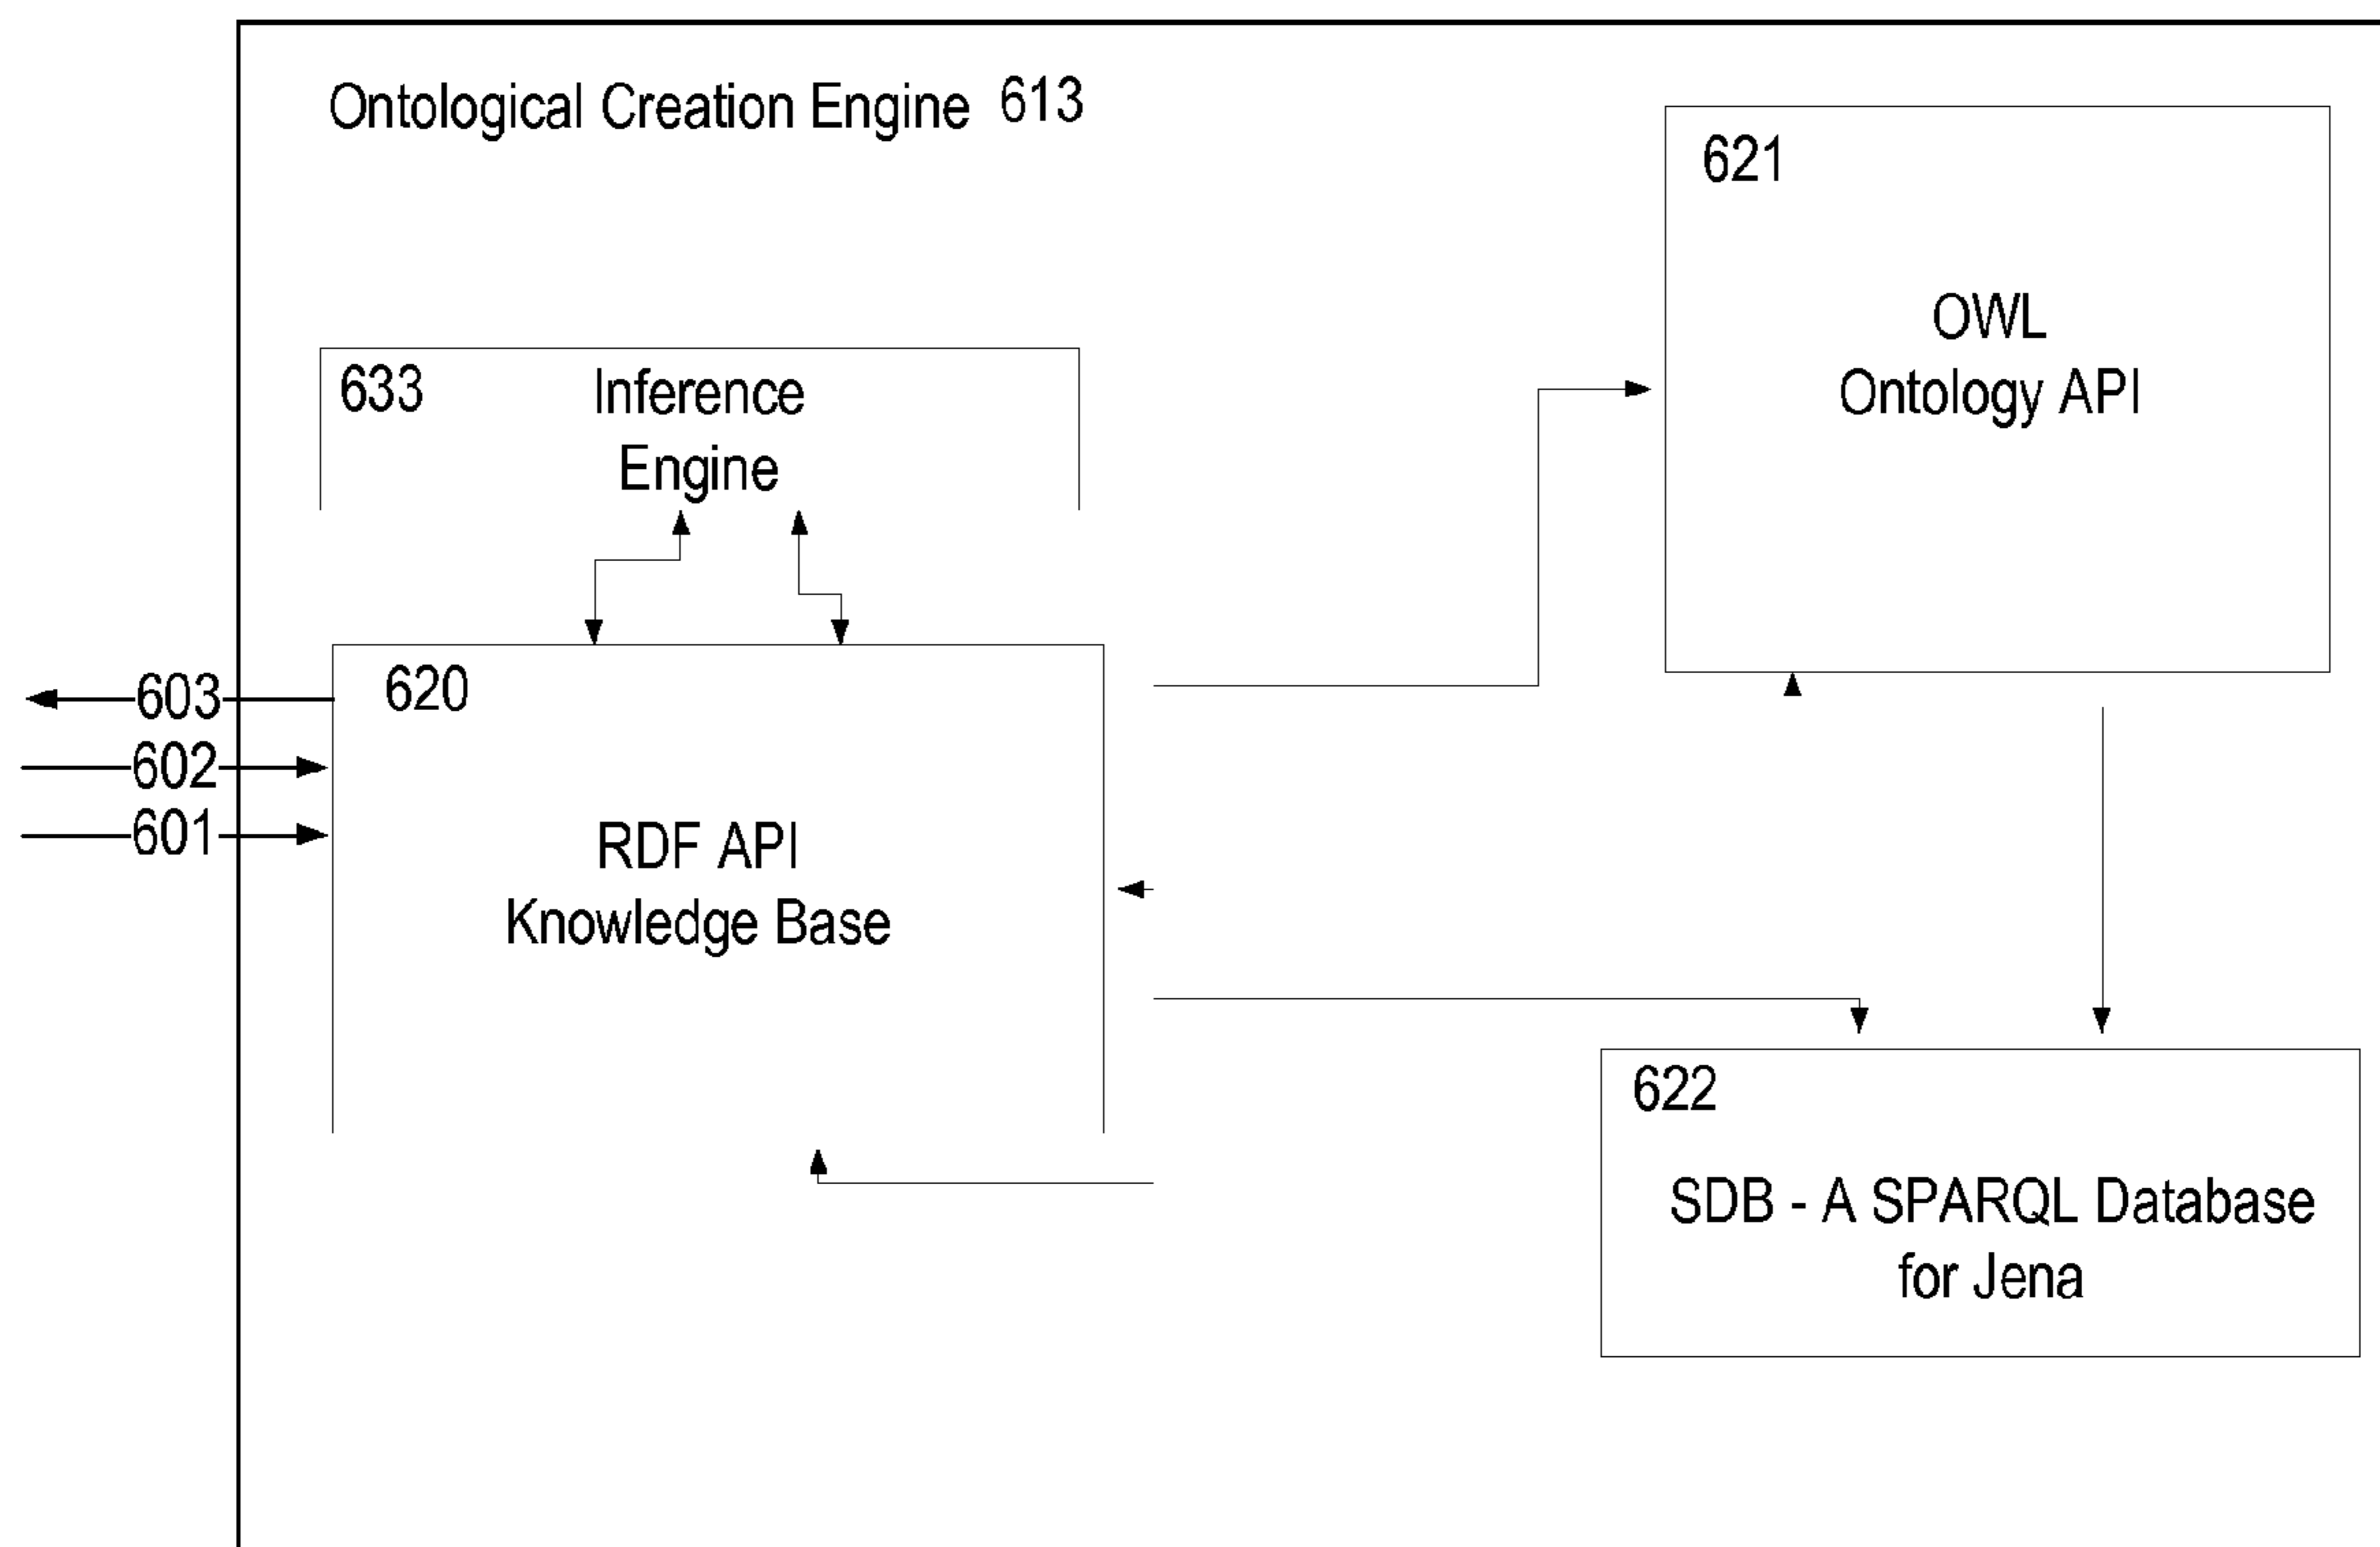 Ontological Creation Engine 613
621
OWL
Ontology API
633
Inference
Engine
620
603
602
601
RDF API
Knowledge Base
622
SDB - A SPARQL Database
for Jena